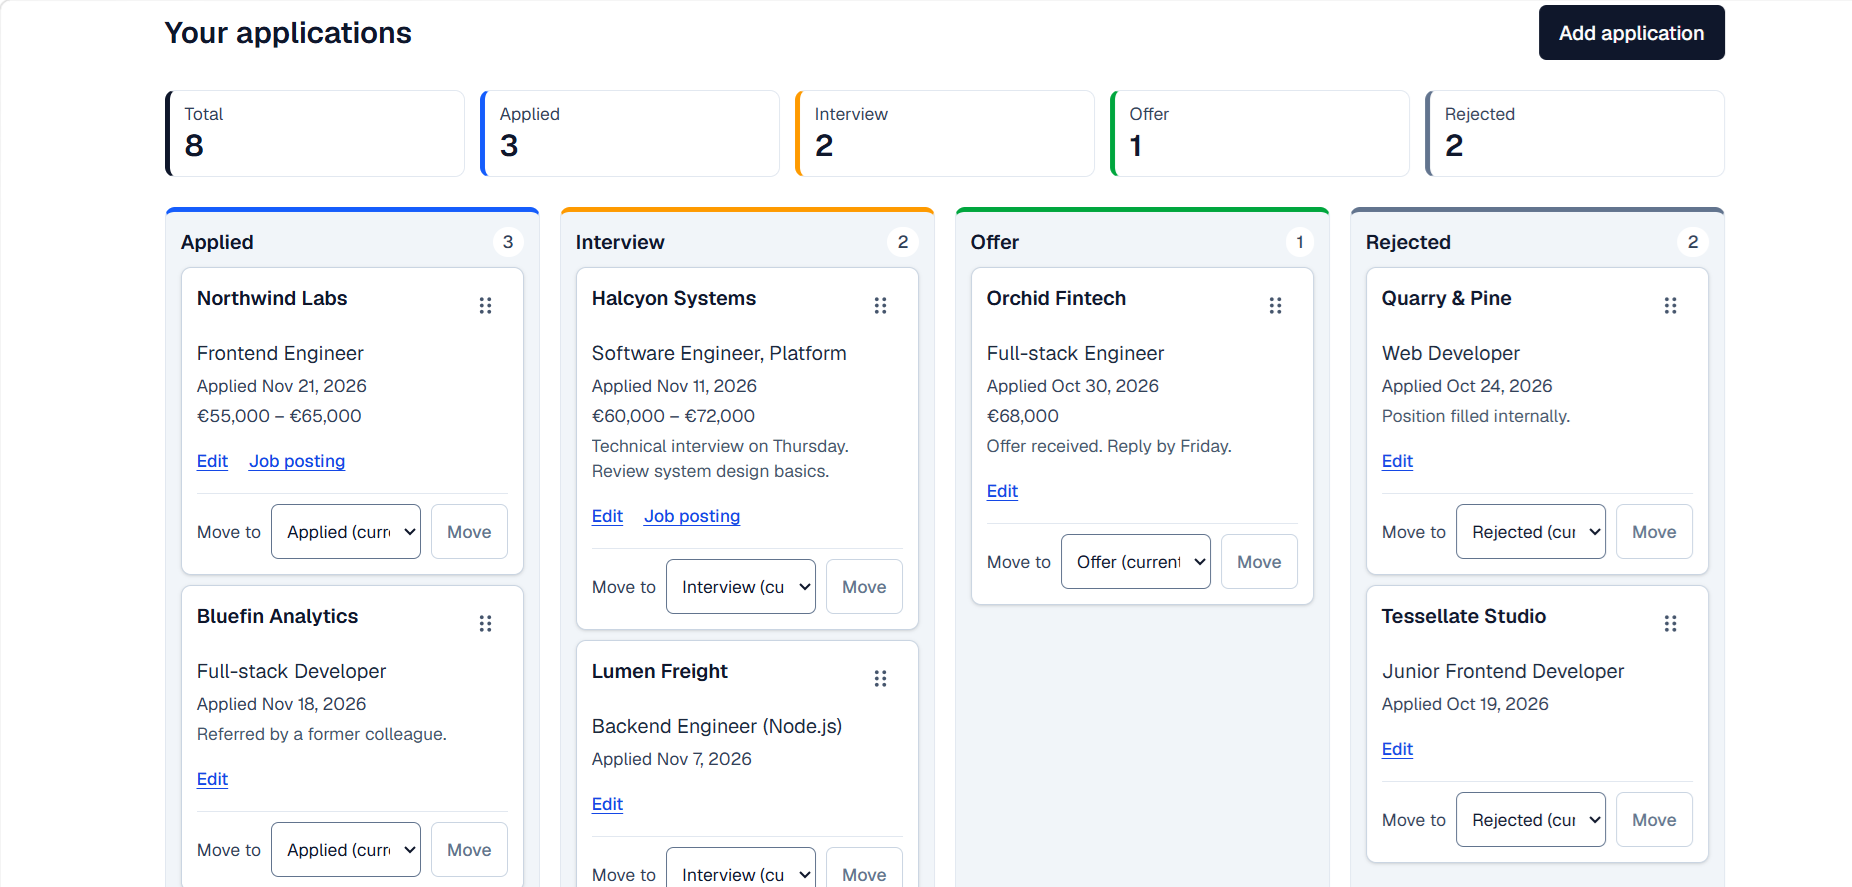 Your applications
Add application
Total
8
Applied
3
Interview
2
Offer
1
Rejected
2
Applied
3
Northwind Labs
Frontend Engineer
Applied Nov 21, 2026
€55,000 – €65,000
Edit Job posting
Move to Applied (curr Move
Bluefin Analytics
Full-stack Developer
Applied Nov 18, 2026
Referred by a former colleague.
Edit
Move to Applied (curr Move
Interview
2
Halcyon Systems
Software Engineer, Platform
Applied Nov 11, 2026
€60,000 – €72,000
Technical interview on Thursday.
Review system design basics.
Edit Job posting
Move to Interview (cu Move
Lumen Freight
Backend Engineer (Node.js)
Applied Nov 7, 2026
Edit
Move to Interview (cu Move
Offer
1
Orchid Fintech
Full-stack Engineer
Applied Oct 30, 2026
€68,000
Offer received. Reply by Friday.
Edit
Move to Offer (current Move
Rejected
2
Quarry & Pine
Web Developer
Applied Oct 24, 2026
Position filled internally.
Edit
Move to Rejected (cur Move
Tessellate Studio
Junior Frontend Developer
Applied Oct 19, 2026
Edit
Move to Rejected (cur Move